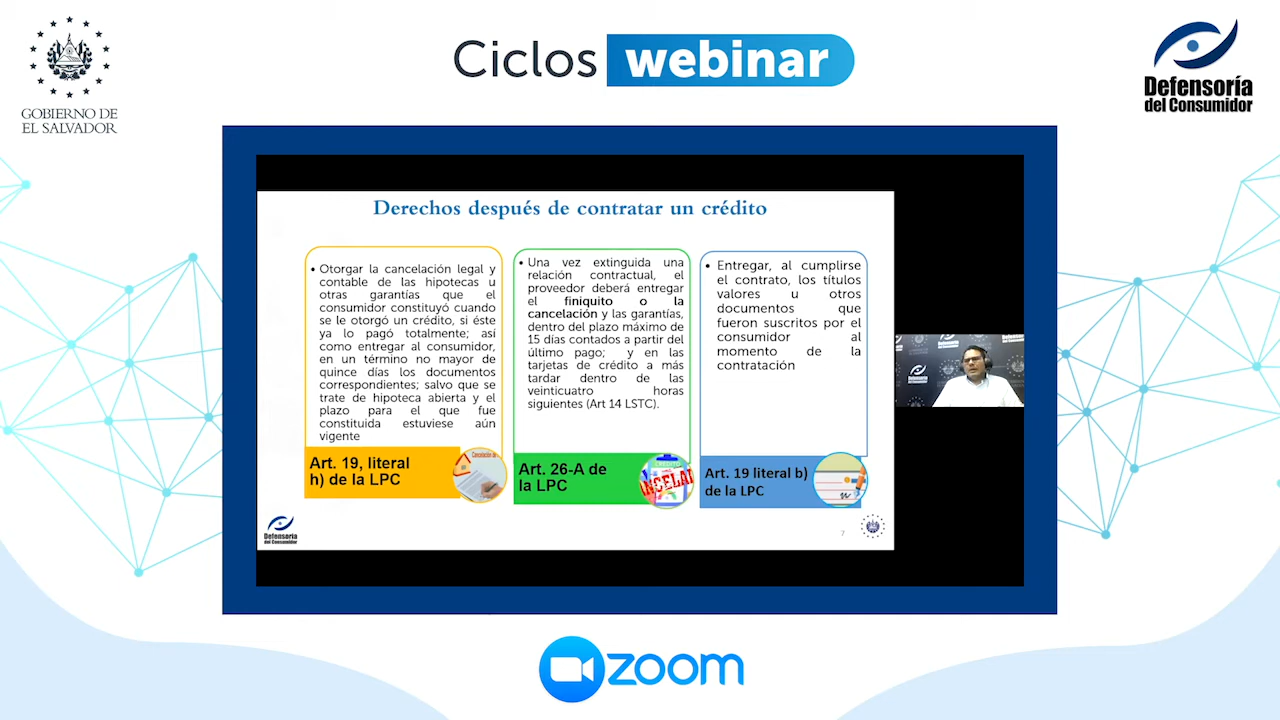 GOBIERNO DE
EL SALVADOR
Ciclos webinar
Defensoría
del Consumidor
Derechos después de contratar un crédito
• Otorgar la cancelación legal y
contable de las hipotecas u
otras garantías que el
consumidor constituyó cuando
se le otorgó un crédito, si éste
ya lo pagó totalmente; así
como entregar al consumidor,
en un término no mayor de
quince días los documentos
correspondientes; salvo que se
trate de hipoteca abierta y el
plazo para el que fue
constituida estuviese aún
vigente
Art. 19, literal
h) de la LPC
• Una vez extinguida una
relación contractual, el
proveedor deberá entregar
el finiquito o la
cancelación y las garantías,
dentro del plazo máximo de
15 días contados a partir del
último pago; y en las
tarjetas de crédito a más
tardar dentro de las
veinticuatro horas
siguientes (Art 14 LSTC).
Art. 26-A de
la LPC
CREDITO
• Entregar, al cumplirse
el contrato, los títulos
valores u otros
documentos que
fueron suscritos por el
consumidor al
momento de la
contratación
Art. 19 literal b)
de la LPC
Defensoría
del Consumidor
7
zoom